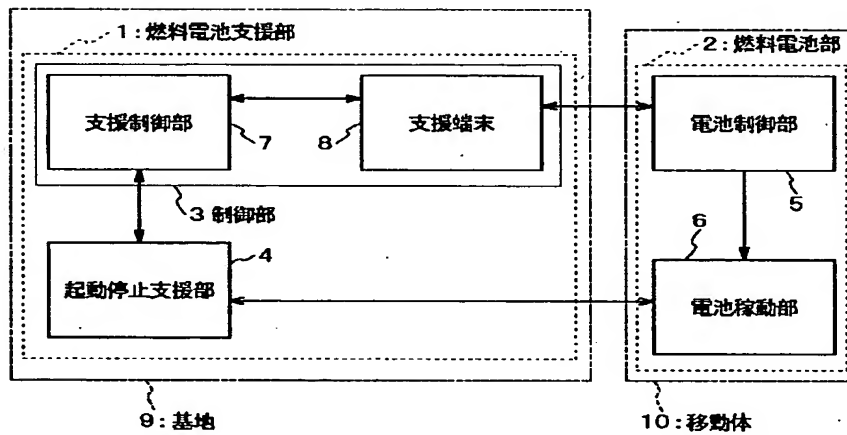 1:燃料電池支援部
2:燃料電池部
支援制御部
7
8
支援端末
電池制御部
5
3 制御部
4
起動停止支援部
6
電池稼動部
9:基地
10:移動体